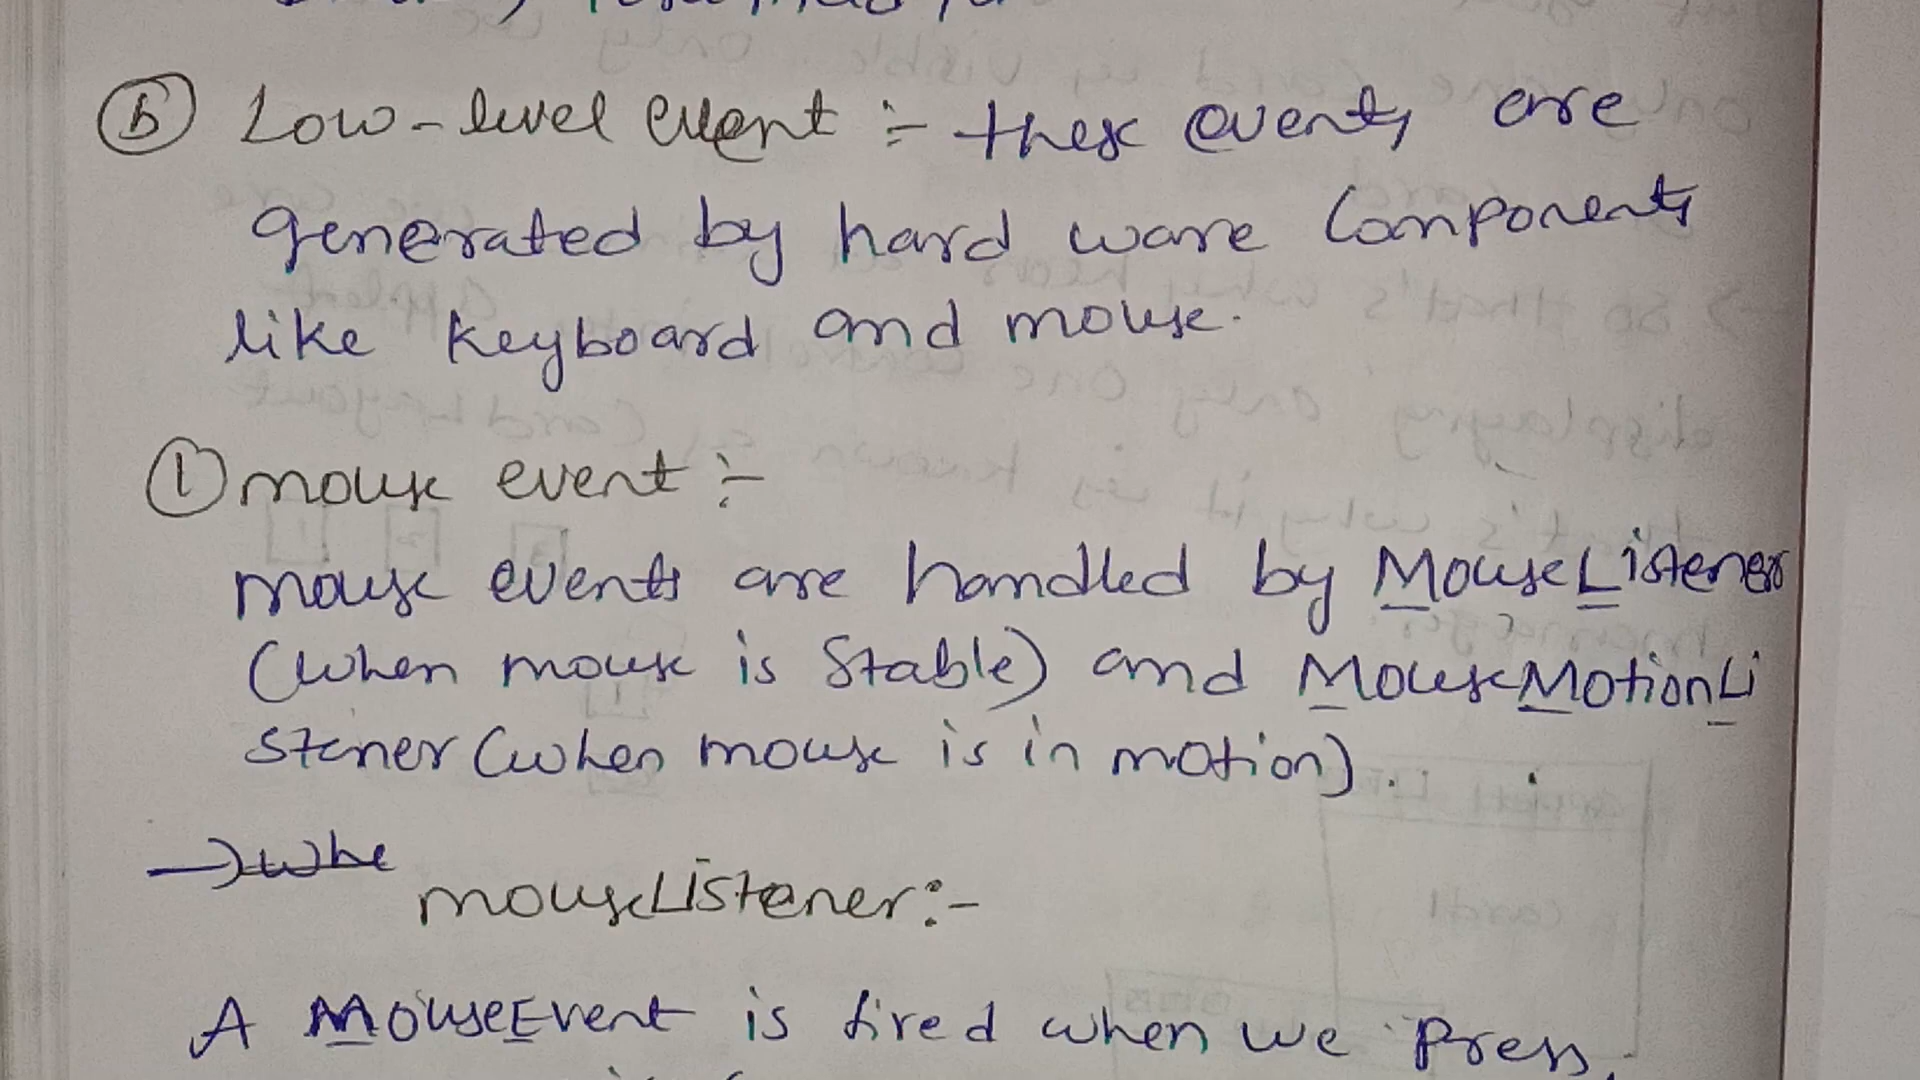 (b) Low-level event :- these events are
generated by hard ware Components
like keyboard and mouse.
(1) mouse event :-
mouse events are handled by MouseListener
(when mouse is Stable) and MouseMotionLi
stener (when mouse is in motion).
→ whe
mouseListener:-
A MouseEvent is fired when we Press,